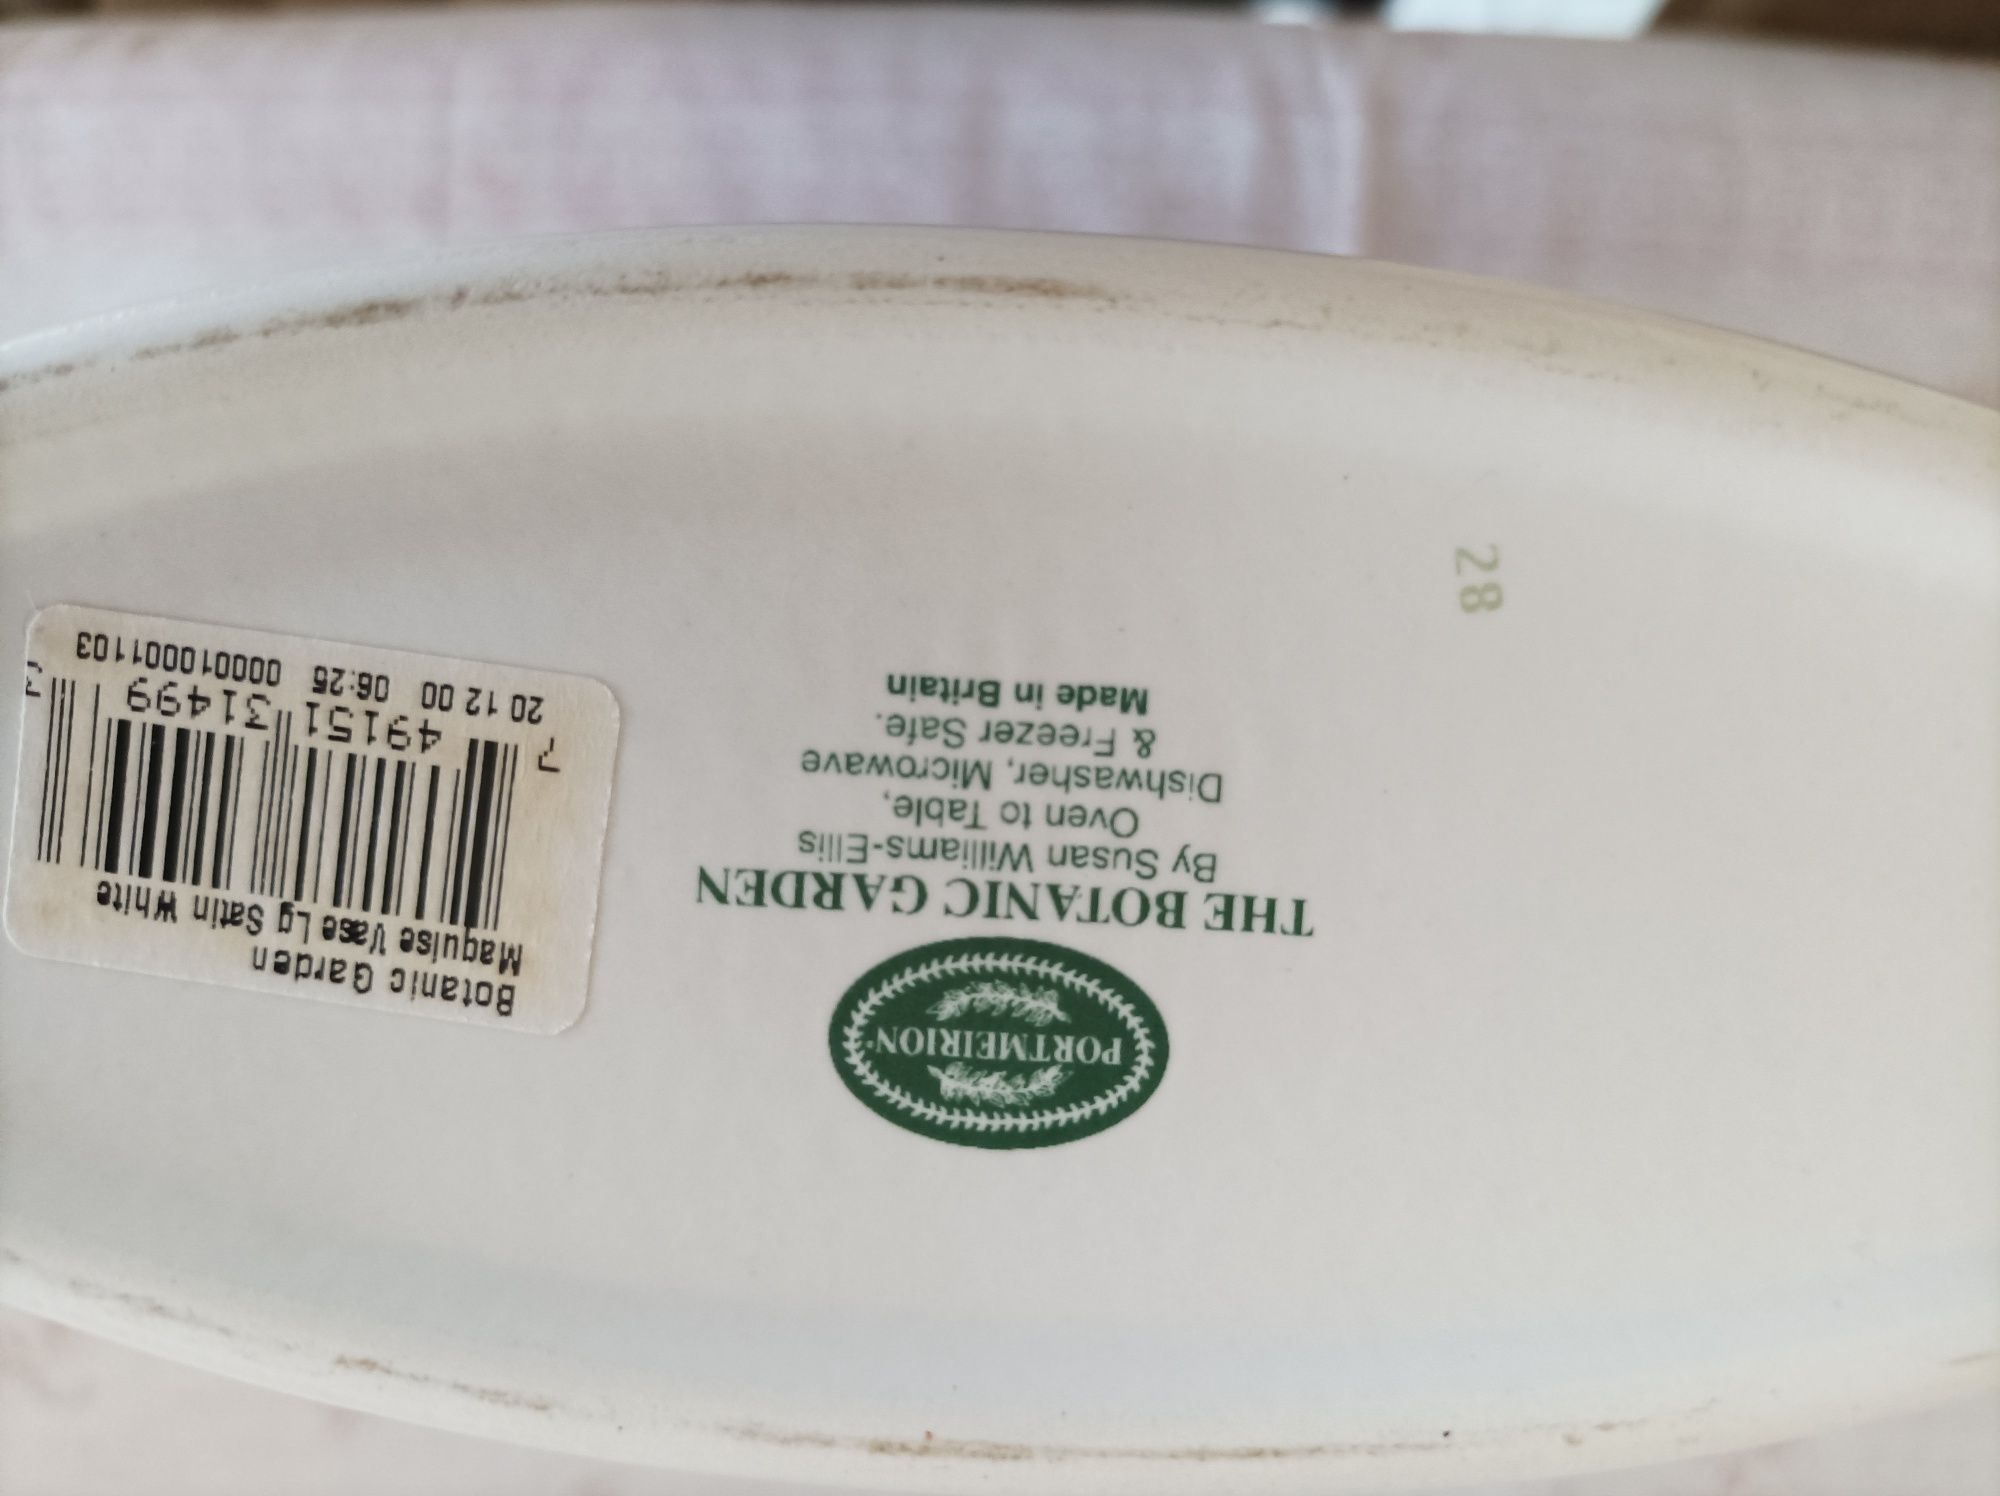 PORTMEIRION
THE BOTANIC GARDEN
By Susan Williams-Ellis
Oven to Table,
Dishwasher, Microwave
& Freezer Safe.
Made in Britain
28
Botanic Garden
Maquise Vase Lg Satin White
7 49151 31499 3
20 12 00 06:25 0000100001103